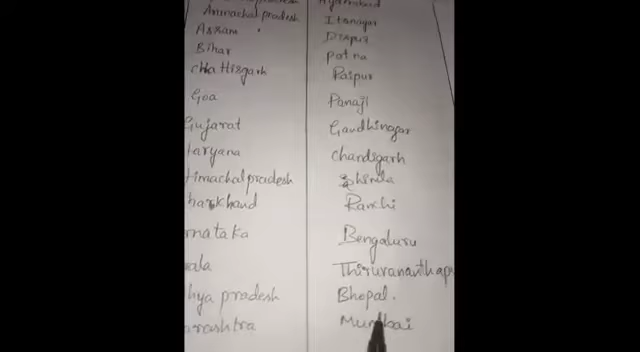 Arunachal pradesh Itanagar
Assam Dispur
Bihar patna
chhattisgarh Raipur
Goa Panaji
Gujarat Gandhinagar
aryana Chandigarh
Himachal pradesh Shimla
harkhand Ranchi
rnataka Bengaluru
ala Thiruvananthap
hya pradesh Bhopal.
arashtra Mumbai